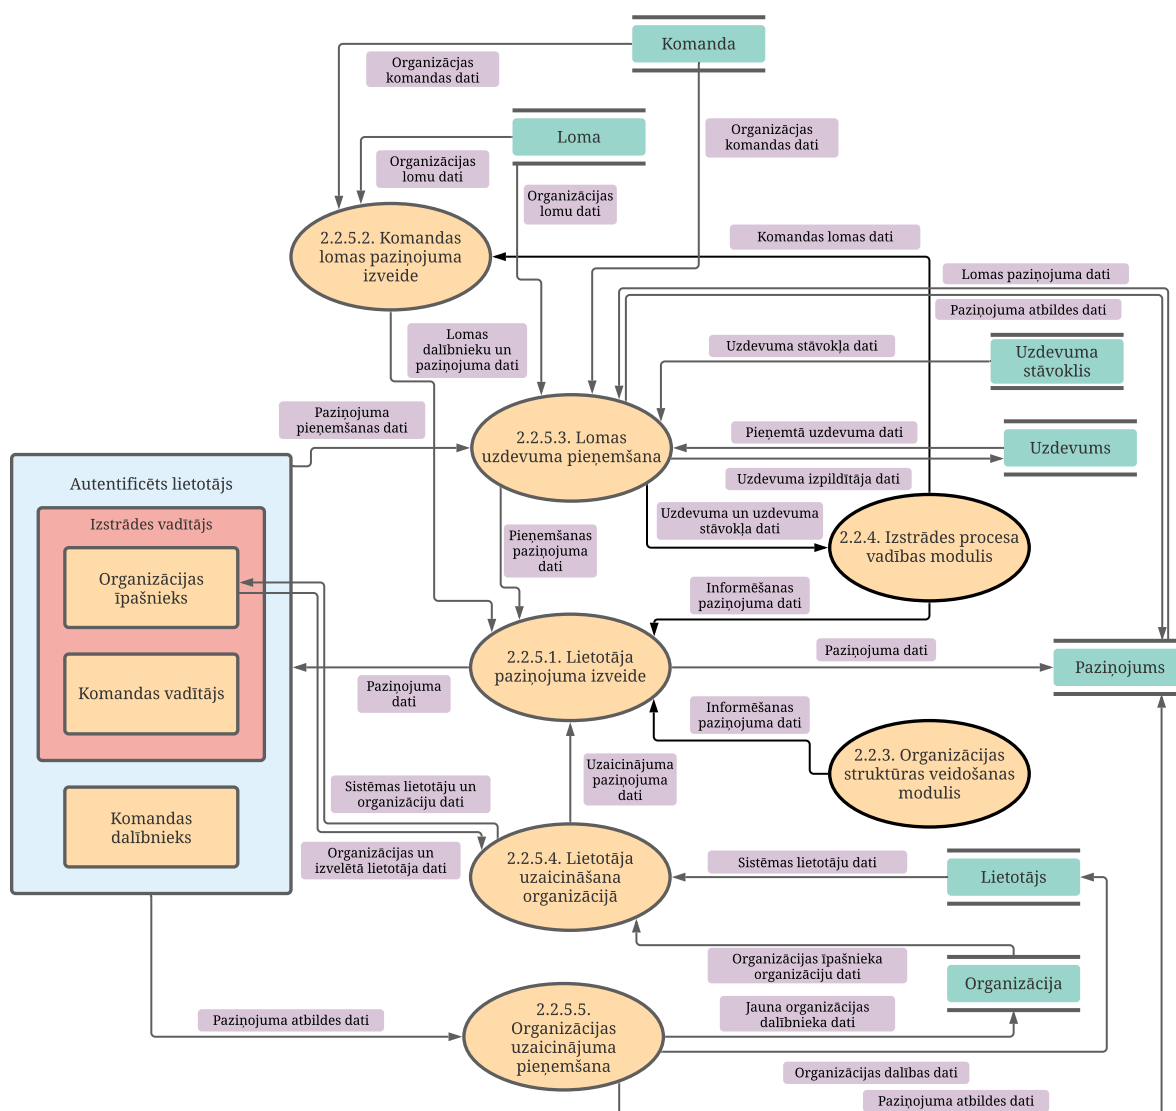 Komanda
Organizācjas
komandas dati
Loma
Organizācjas
komandas dati
Organizācijas
lomu dati
Organizācijas
lomu dati
2.2.5.2. Komandas
lomas paziņojuma
izveide
Komandas lomas dati
Lomas paziņojuma dati
Paziņojuma atbildes dati
Lomas
dalībnieku un
paziņojuma dati
Uzdevuma stāvokļa dati
Uzdevuma
stāvoklis
Paziņojuma
pieņemšanas dati
2.2.5.3. Lomas
uzdevuma pieņemšana
Pieņemtā uzdevuma dati
Uzdevums
Uzdevuma izpildītāja dati
Autentificēts lietotājs
Izstrādes vadītājs
Uzdevuma un uzdevuma
stāvokļa dati
2.2.4. Izstrādes procesa
vadības modulis
Pieņemšanas
paziņojuma
dati
Organizācijas
īpašnieks
Informēšanas
paziņojuma dati
2.2.5.1. Lietotāja
paziņojuma izveide
Paziņojuma dati
Paziņojums
Komandas vadītājs
Paziņojuma
dati
Informēšanas
paziņojuma dati
2.2.3. Organizācijas
struktūras veidošanas
modulis
Uzaicinājuma
paziņojuma
dati
Sistēmas lietotāju un
organizāciju dati
Komandas
dalībnieks
Organizācijas un
izvelētā lietotāja dati
2.2.5.4. Lietotāja
uzaicināšana
organizācijā
Sistēmas lietotāju dati
Lietotājs
Organizācijas īpašnieka
organizāciju dati
Organizācija
Jauna organizācijas
dalībnieka dati
Paziņojuma atbildes dati
2.2.5.5.
Organizācijas
uzaicinājuma
pieņemšana
Organizācijas dalības dati
Paziņojuma atbildes dati